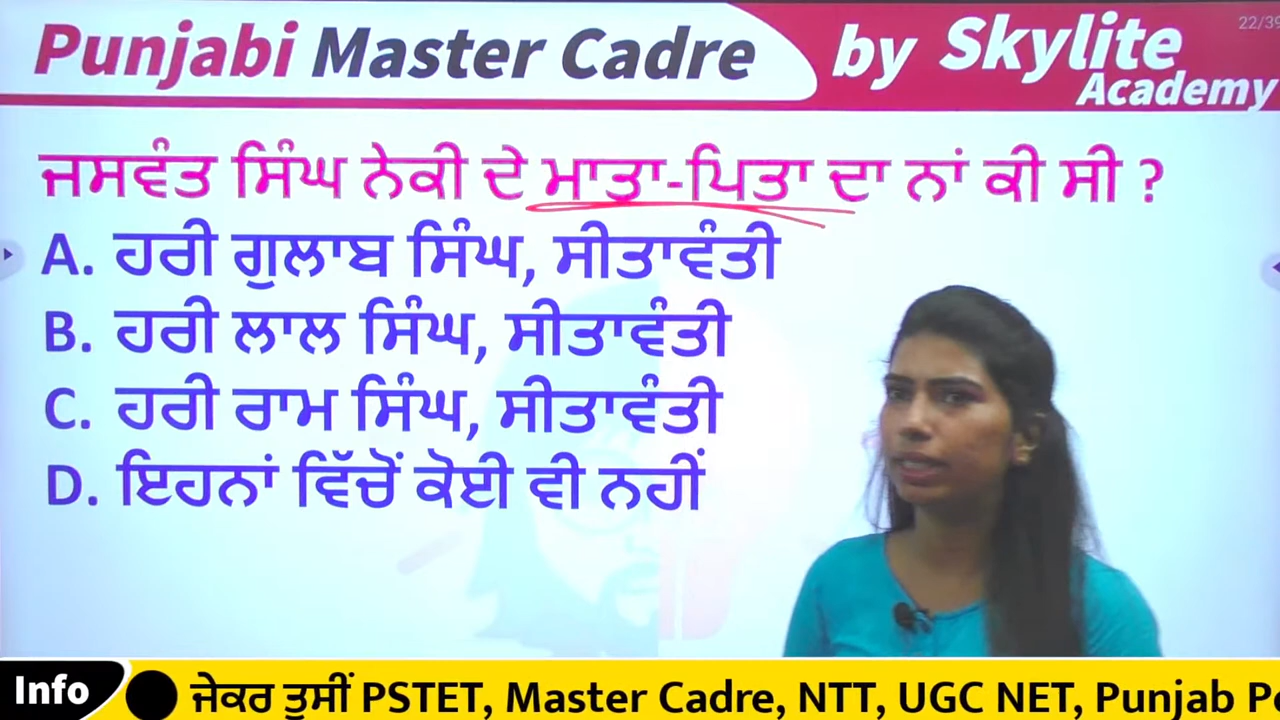 Punjabi Master Cadre by Skylite Academy
22/39
ਜਸਵੰਤ ਸਿੰਘ ਨੇਕੀ ਦੇ ਮਾਤਾ-ਪਿਤਾ ਦਾ ਨਾਂ ਕੀ ਸੀ ?
A. ਹਰੀ ਗੁਲਾਬ ਸਿੰਘ, ਸੀਤਾਵੰਤੀ
B. ਹਰੀ ਲਾਲ ਸਿੰਘ, ਸੀਤਾਵੰਤੀ
C. ਹਰੀ ਰਾਮ ਸਿੰਘ, ਸੀਤਾਵੰਤੀ
D. ਇਹਨਾਂ ਵਿੱਚੋਂ ਕੋਈ ਵੀ ਨਹੀਂ
Info ਜੇਕਰ ਤੁਸੀਂ PSTET, Master Cadre, NTT, UGC NET, Punjab